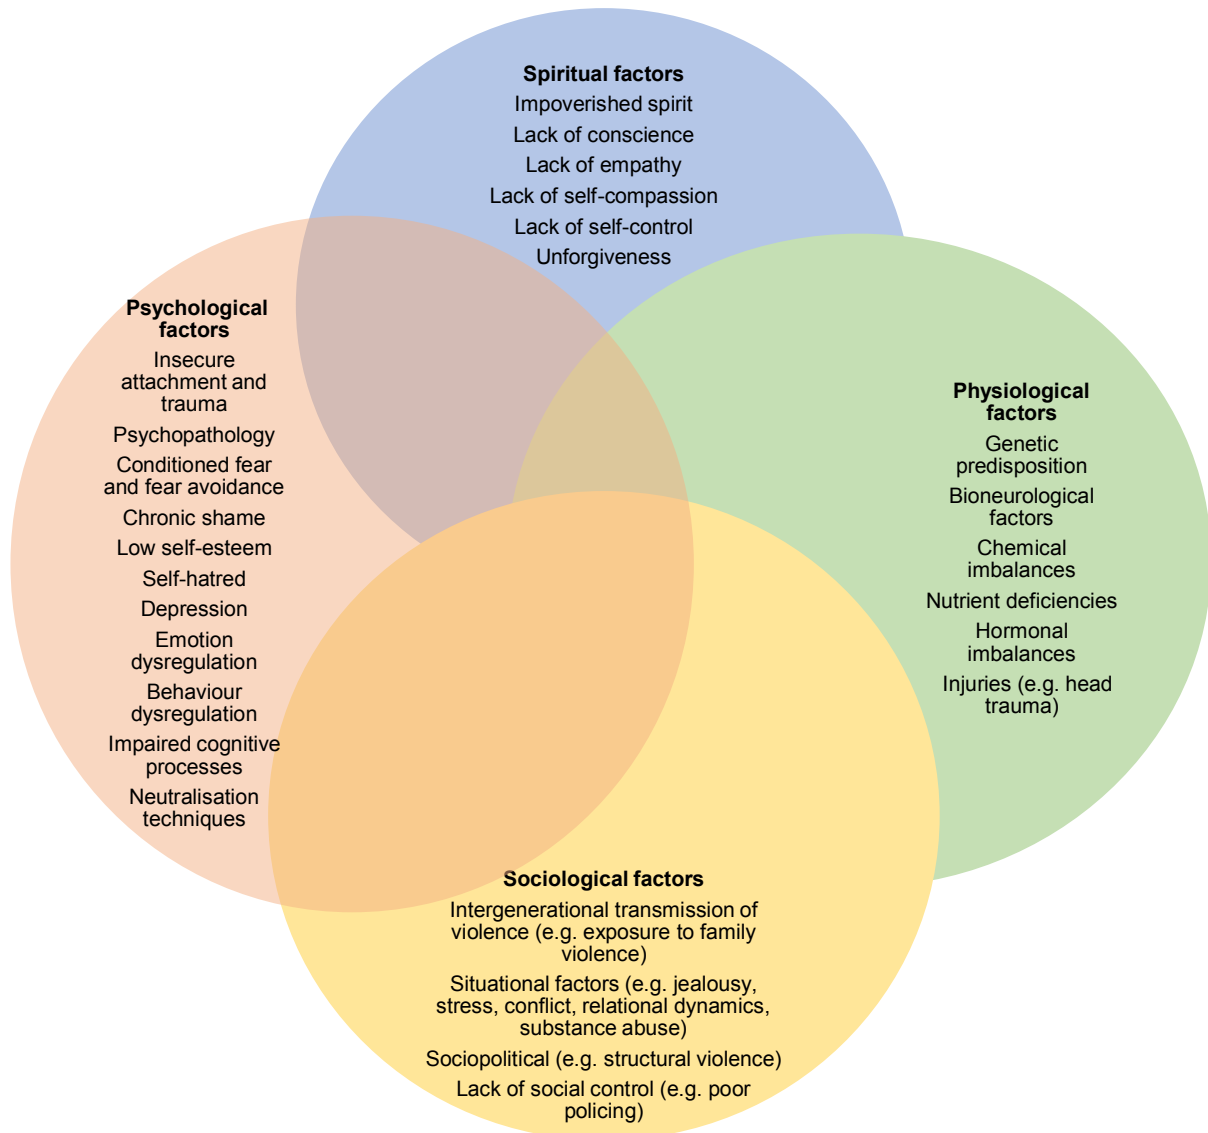 Spiritual factors
Impoverished spirit
Lack of conscience
Lack of empathy
Lack of self-compassion
Lack of self-control
Unforgiveness
Psychological
factors
Insecure
attachment and
trauma
Psychopathology
Conditioned fear
and fear avoidance
Chronic shame
Low self-esteem
Self-hatred
Depression
Emotion
dysregulation
Behaviour
dysregulation
Impaired cognitive
processes
Neutralisation
techniques
Physiological
factors
Genetic
predisposition
Bioneurological
factors
Chemical
imbalances
Nutrient deficiencies
Hormonal
imbalances
Injuries (e.g. head
trauma)
Sociological factors
Intergenerational transmission of
violence (e.g. exposure to family
violence)
Situational factors (e.g. jealousy,
stress, conflict, relational dynamics,
substance abuse)
Sociopolitical (e.g. structural violence)
Lack of social control (e.g. poor
policing)